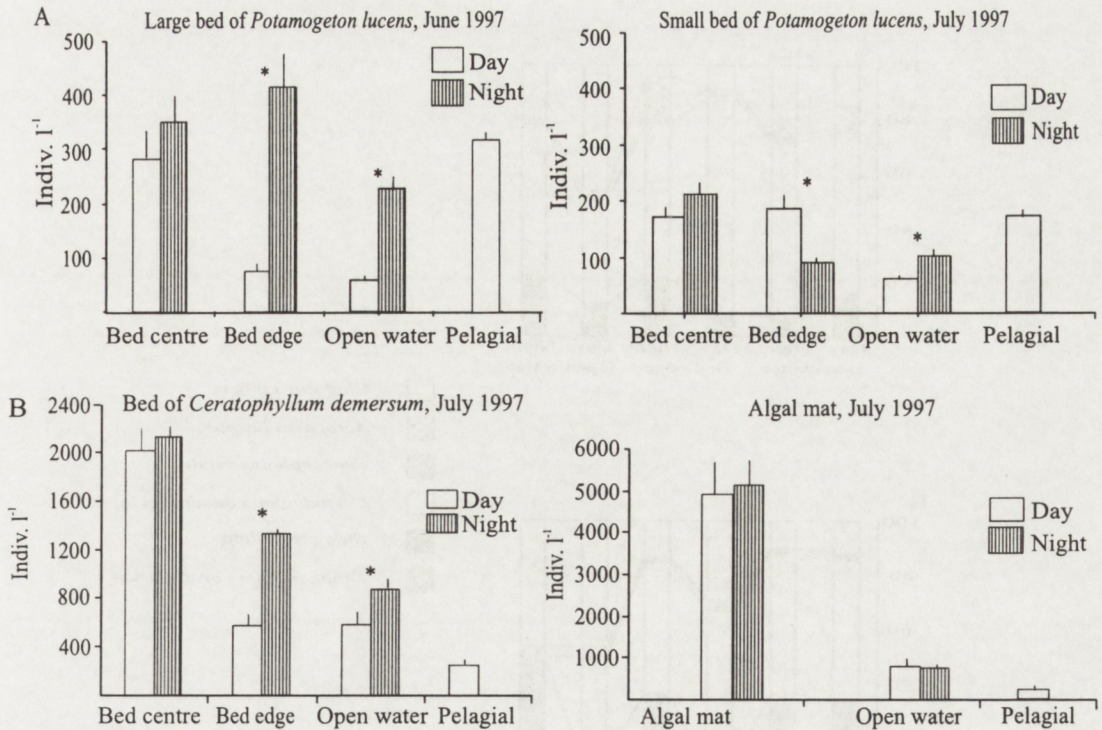 A
Large bed of Potamogeton lucens, June 1997
500
400
300
200
100
Indiv. l⁻¹
Day
Night
*
*
Bed centre Bed edge Open water Pelagial
Small bed of Potamogeton lucens, July 1997
500
400
300
200
100
Indiv. l⁻¹
Day
Night
*
*
Bed centre Bed edge Open water Pelagial
B
Bed of Ceratophyllum demersum, July 1997
2400
2000
1600
1200
800
400
Indiv. l⁻¹
Day
Night
*
*
Bed centre Bed edge Open water Pelagial
Algal mat, July 1997
6000
5000
4000
3000
2000
1000
Indiv. l⁻¹
Day
Night
Algal mat Open water Pelagial